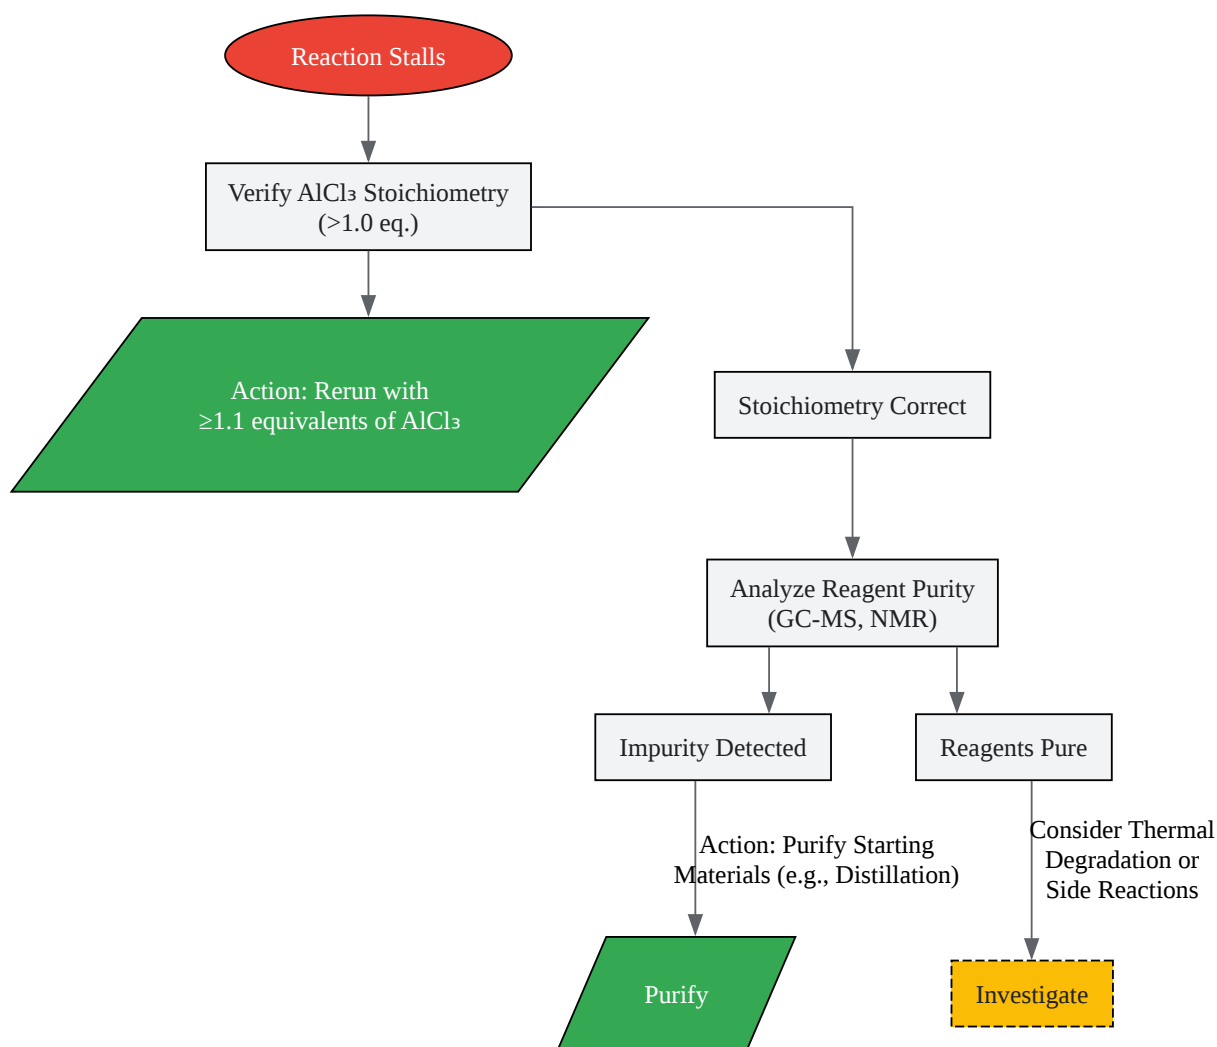 Reaction Stalls
Verify AlCl₃ Stoichiometry
(>1.0 eq.)
Action: Rerun with
≥1.1 equivalents of AlCl₃
Stoichiometry Correct
Analyze Reagent Purity
(GC-MS, NMR)
Impurity Detected
Reagents Pure
Action: Purify Starting
Materials (e.g., Distillation)
Consider Thermal
Degradation or
Side Reactions
Purify
Investigate